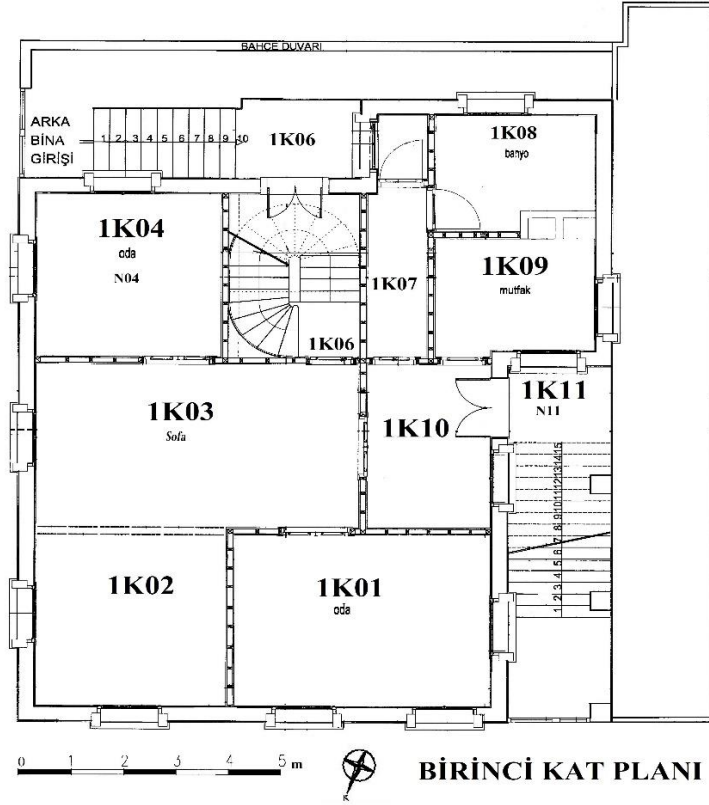 BAHCE DUVARI
ARKA
BİNA
GİRİŞİ
1 2 3 4 5 6 7 8 9 10
1K06
1K08
banyo
1K04
oda
N04
1K07
1K09
mutfak
1K06
1K11
N11
1K03
Sofa
1K10
1 2 3 4 5 6 7 8 9 10 11 12 13 14 15
1K02
1K01
oda
0 1 2 3 4 5 m
K
BİRİNCİ KAT PLANI